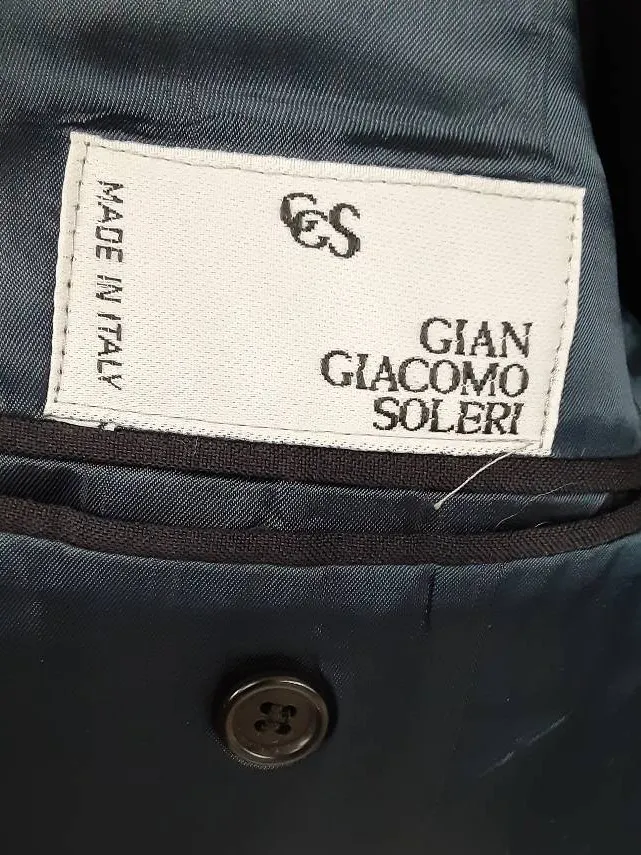 GGS
GIAN
GIACOMO
SOLERI
MADE IN ITALY